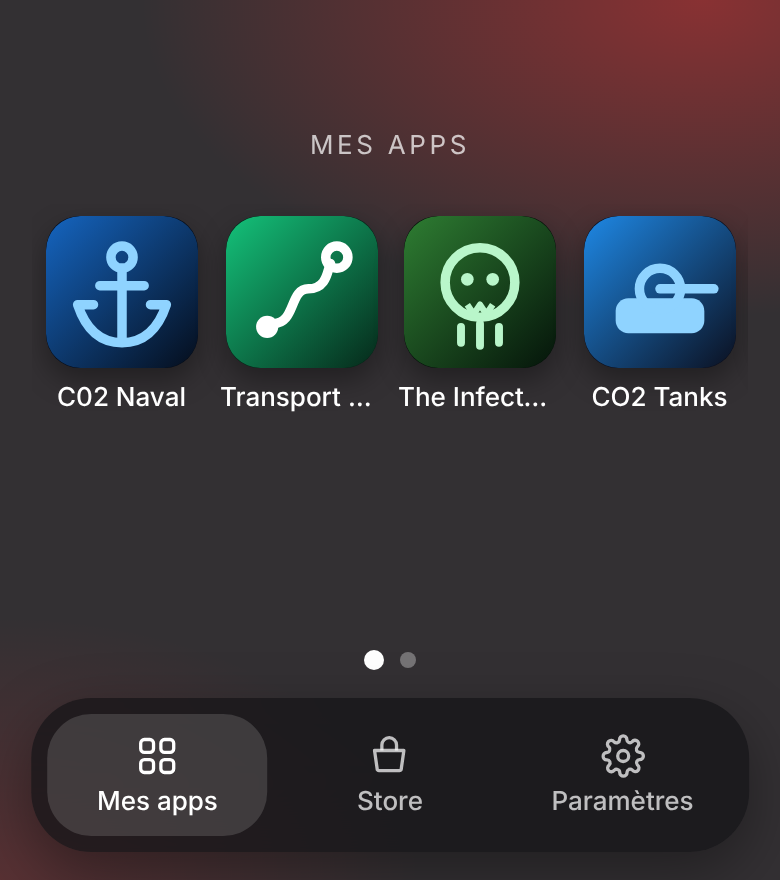 MES APPS
C02 Naval
Transport ...
The Infect...
CO2 Tanks
Mes apps
Store
Paramètres